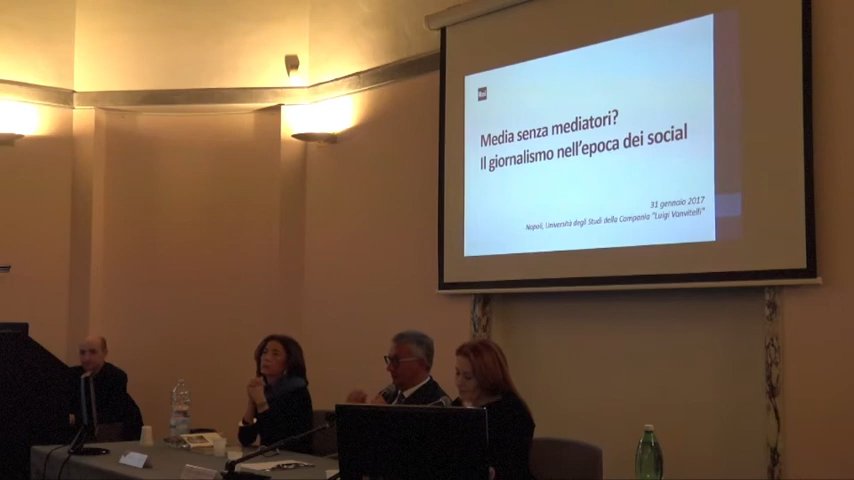 Rai
Media senza mediatori?
Il giornalismo nell'epoca dei social
31 gennaio 2017
Napoli, Università degli Studi della Campania "Luigi Vanvitelli"